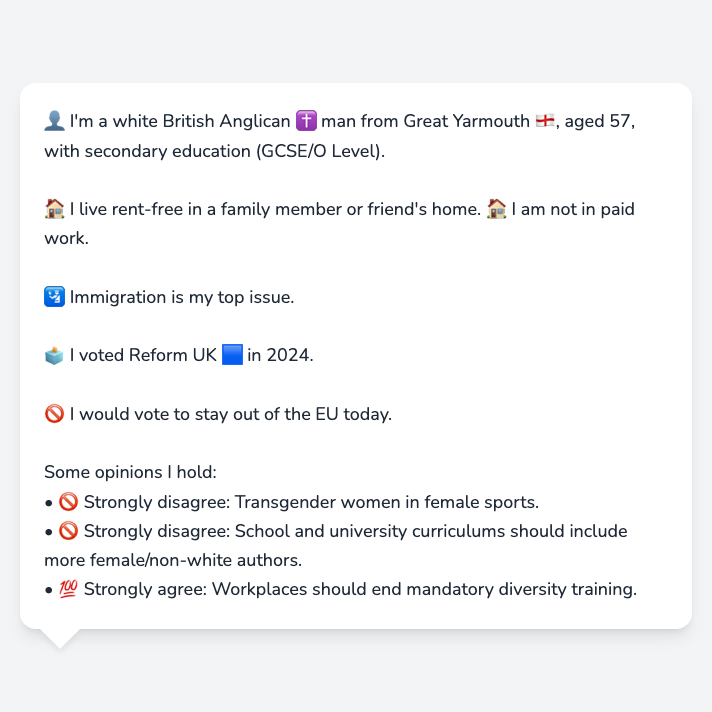 👤 I'm a white British Anglican ✝️ man from Great Yarmouth 🏴󠁧󠁢󠁥󠁮󠁧󠁿, aged 57,
with secondary education (GCSE/O Level).
🏠 I live rent-free in a family member or friend's home. 🏠 I am not in paid
work.
🛂 Immigration is my top issue.
🗳️ I voted Reform UK 🟦 in 2024.
🚫 I would vote to stay out of the EU today.
Some opinions I hold:
• 🚫 Strongly disagree: Transgender women in female sports.
• 🚫 Strongly disagree: School and university curriculums should include
more female/non-white authors.
• 💯 Strongly agree: Workplaces should end mandatory diversity training.